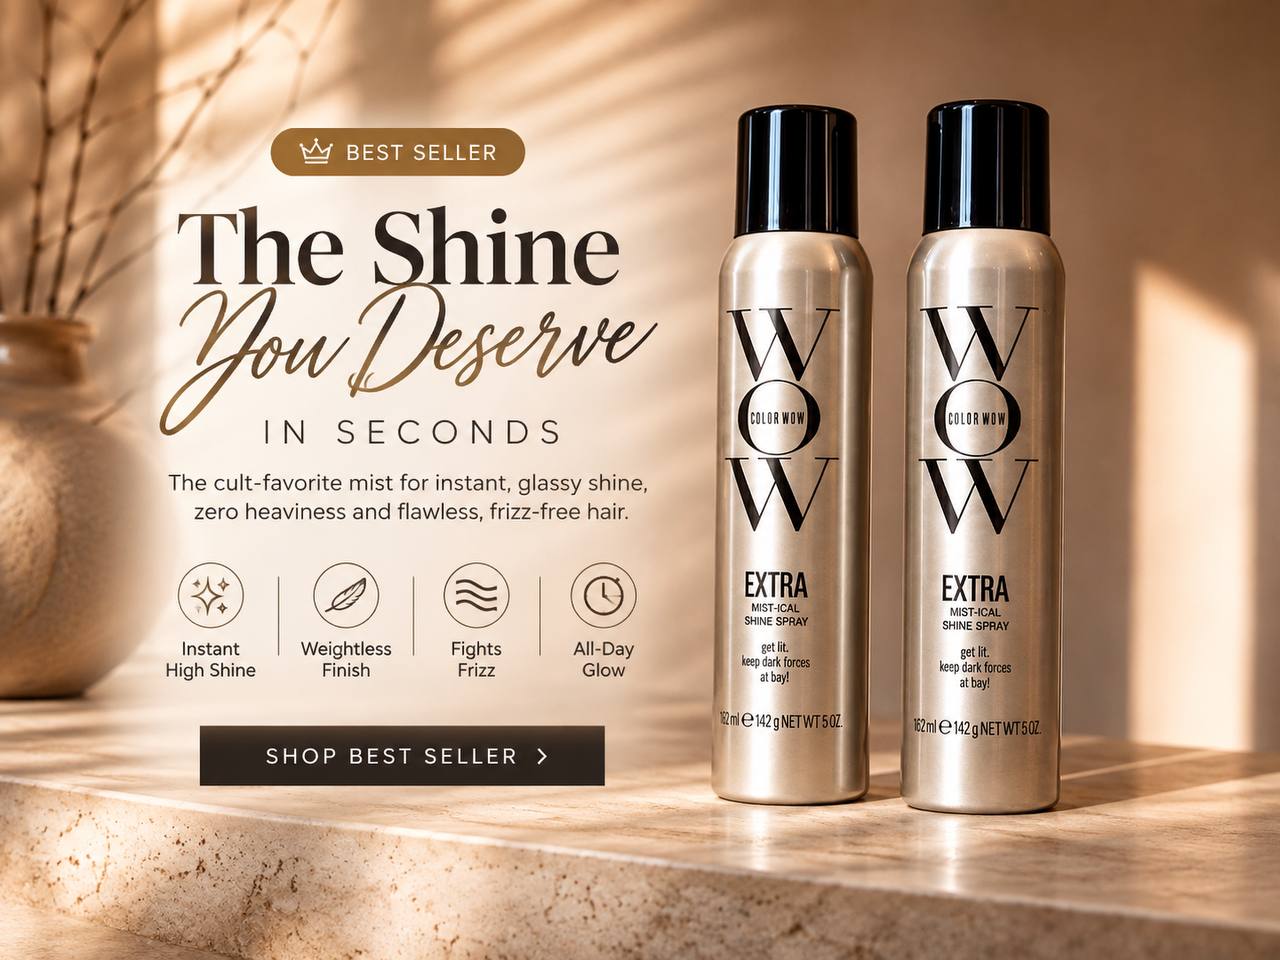 BEST SELLER
The Shine
You Deserve
IN SECONDS
The cult-favorite mist for instant, glassy shine,
zero heaviness and flawless, frizz-free hair.
Instant
High Shine
Weightless
Finish
Fights
Frizz
All-Day
Glow
SHOP BEST SELLER >
W
O
COLOR WOW
W
EXTRA
MIST-ICAL
SHINE SPRAY
get lit.
keep dark forces
at bay!
162 ml ℮ 142 g NET WT 5 OZ.
W
O
COLOR WOW
W
EXTRA
MIST-ICAL
SHINE SPRAY
get lit.
keep dark forces
at bay!
162 ml ℮ 142 g NET WT 5 OZ.